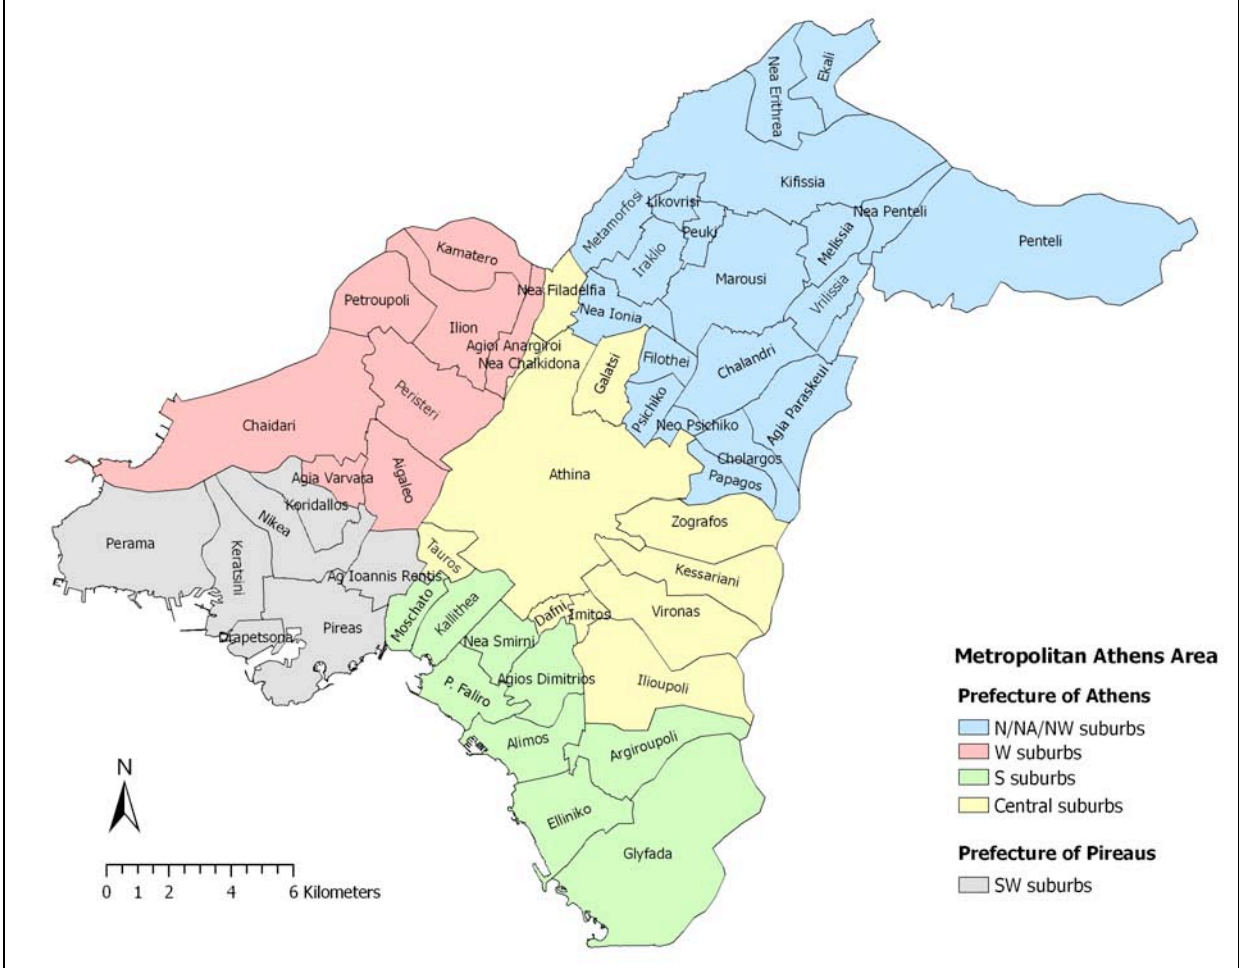 Ekali
Nea Erithrea
Kifissia
Metamorfosi
Likovrisi
Nea Penteli
Peuki
Melissia
Penteli
Iraklio
Kamatero
Marousi
Nea Filadelfia
Vrilissia
Petroupoli
Nea Ionia
Ilion
Agioi Anargiroi
Nea Chalkidona
Filothei
Chalandri
Galatsi
Peristeri
Psichiko
Agia Paraskeui
Chaidari
Neo Psichiko
Cholargos
Athina
Agia Varvara
Aigaleo
Papagos
Koridallos
Nikea
Zografos
Perama
Keratsini
Tauros
Ag Ioannis Rentis
Kessariani
Moschato
Kallithea
Dafni
Imitos
Vironas
Drapetsona
Pireas
Nea Smirni
Agios Dimitrios
P. Faliro
Ilioupoli
Alimos
Argiroupoli
Elliniko
Glyfada
Metropolitan Athens Area
Prefecture of Athens
N/NA/NW suburbs
W suburbs
S suburbs
Central suburbs
Prefecture of Pireaus
SW suburbs
N
0 1 2 4 6 Kilometers